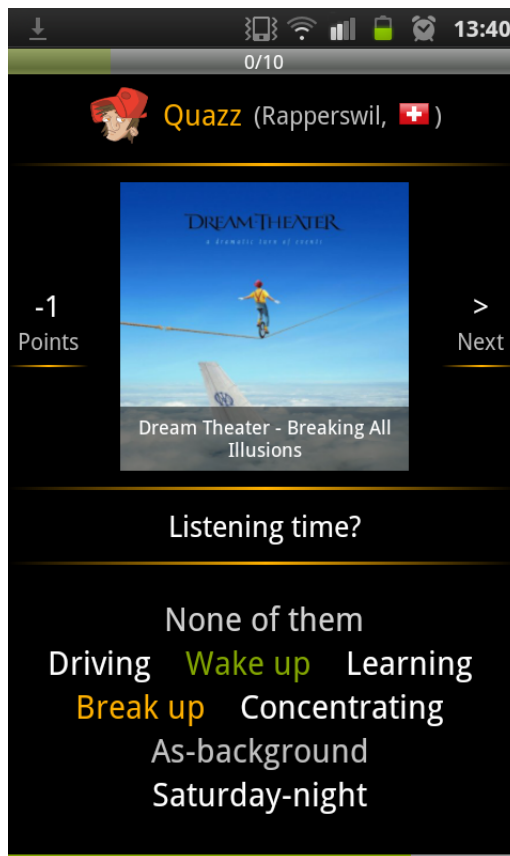 13:40
0/10
Quazz (Rapperswil, )
DREAM THEATER
a dramatic turn of events
-1
Points
>
Next
Dream Theater - Breaking All
Illusions
Listening time?
None of them
Driving Wake up Learning
Break up Concentrating
As-background
Saturday-night